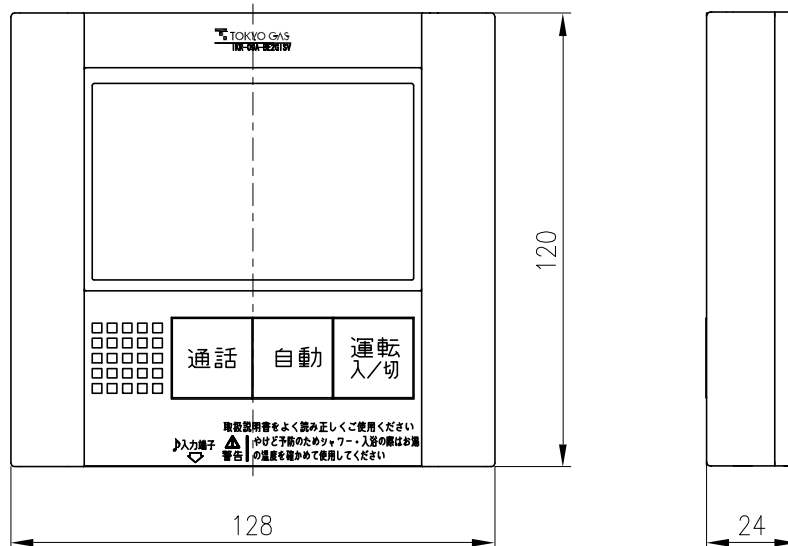 TOKYO GAS
120
通話
自動
運転
入/切
取扱説明書をよく読み正しくご使用ください
♪入力端子
警告
やけど予防のためシャワー・入浴の際はお湯
の温度を確かめて使用してください
128
24